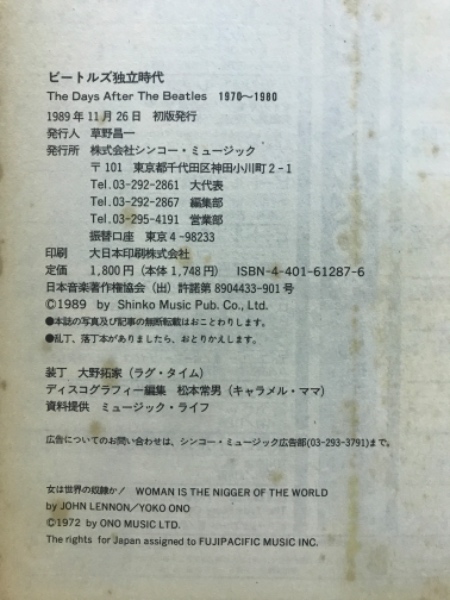 ビートルズ独立時代
The Days After The Beatles 1970〜1980
1989年11月26日 初版発行
発行人 草野昌一
発行所 株式会社シンコー・ミュージック
〒101 東京都千代田区神田小川町2-1
Tel.03-292-2861 大代表
Tel.03-292-2867 編集部
Tel.03-295-4191 営業部
振替口座 東京4-98233
印刷 大日本印刷株式会社
定価 1,800円(本体1,748円) ISBN4-401-61287-6
日本音楽著作権協会(出)許諾第8904433-901号
©1989 by Shinko Music Pub. Co., Ltd.
●本誌の写真及び記事の無断転載はおことわりします。
●乱丁、落丁本がありましたら、おとりかえします。
装丁 大野拓家(ラグ・タイム)
ディスコグラフィー編集 松本常男(キャラメル・ママ)
資料提供 ミュージック・ライフ
広告についてのお問い合わせは、シンコー・ミュージック広告部(03-293-3791)まで。
女は世界の奴隷か! WOMAN IS THE NIGGER OF THE WORLD
by JOHN LENNON/YOKO ONO
©1972 by ONO MUSIC LTD.
The rights for Japan assigned to FUJIPACIFIC MUSIC INC.